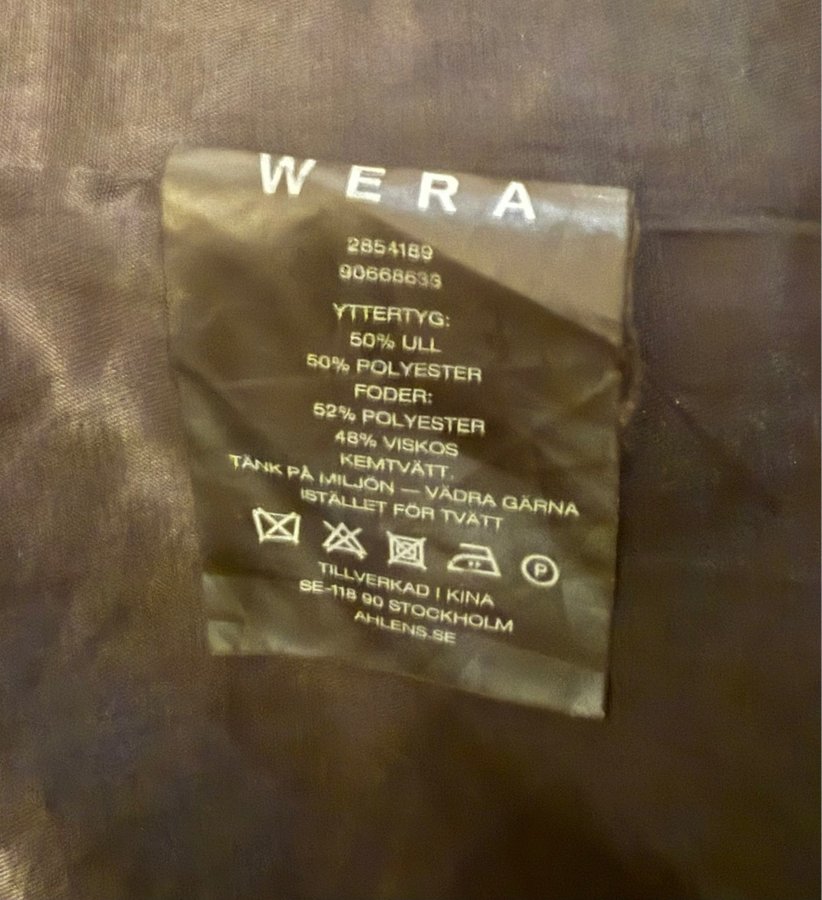 WERA
2854189
90668633
YTTERTYG:
50% ULL
50% POLYESTER
FODER:
52% POLYESTER
48% VISKOS
KEMTVÄTT.
TÄNK PÅ MILJÖN — VÄDRA GÄRNA
ISTÄLLET FÖR TVÄTT
P
TILLVERKAD I KINA
SE-118 90 STOCKHOLM
AHLENS.SE